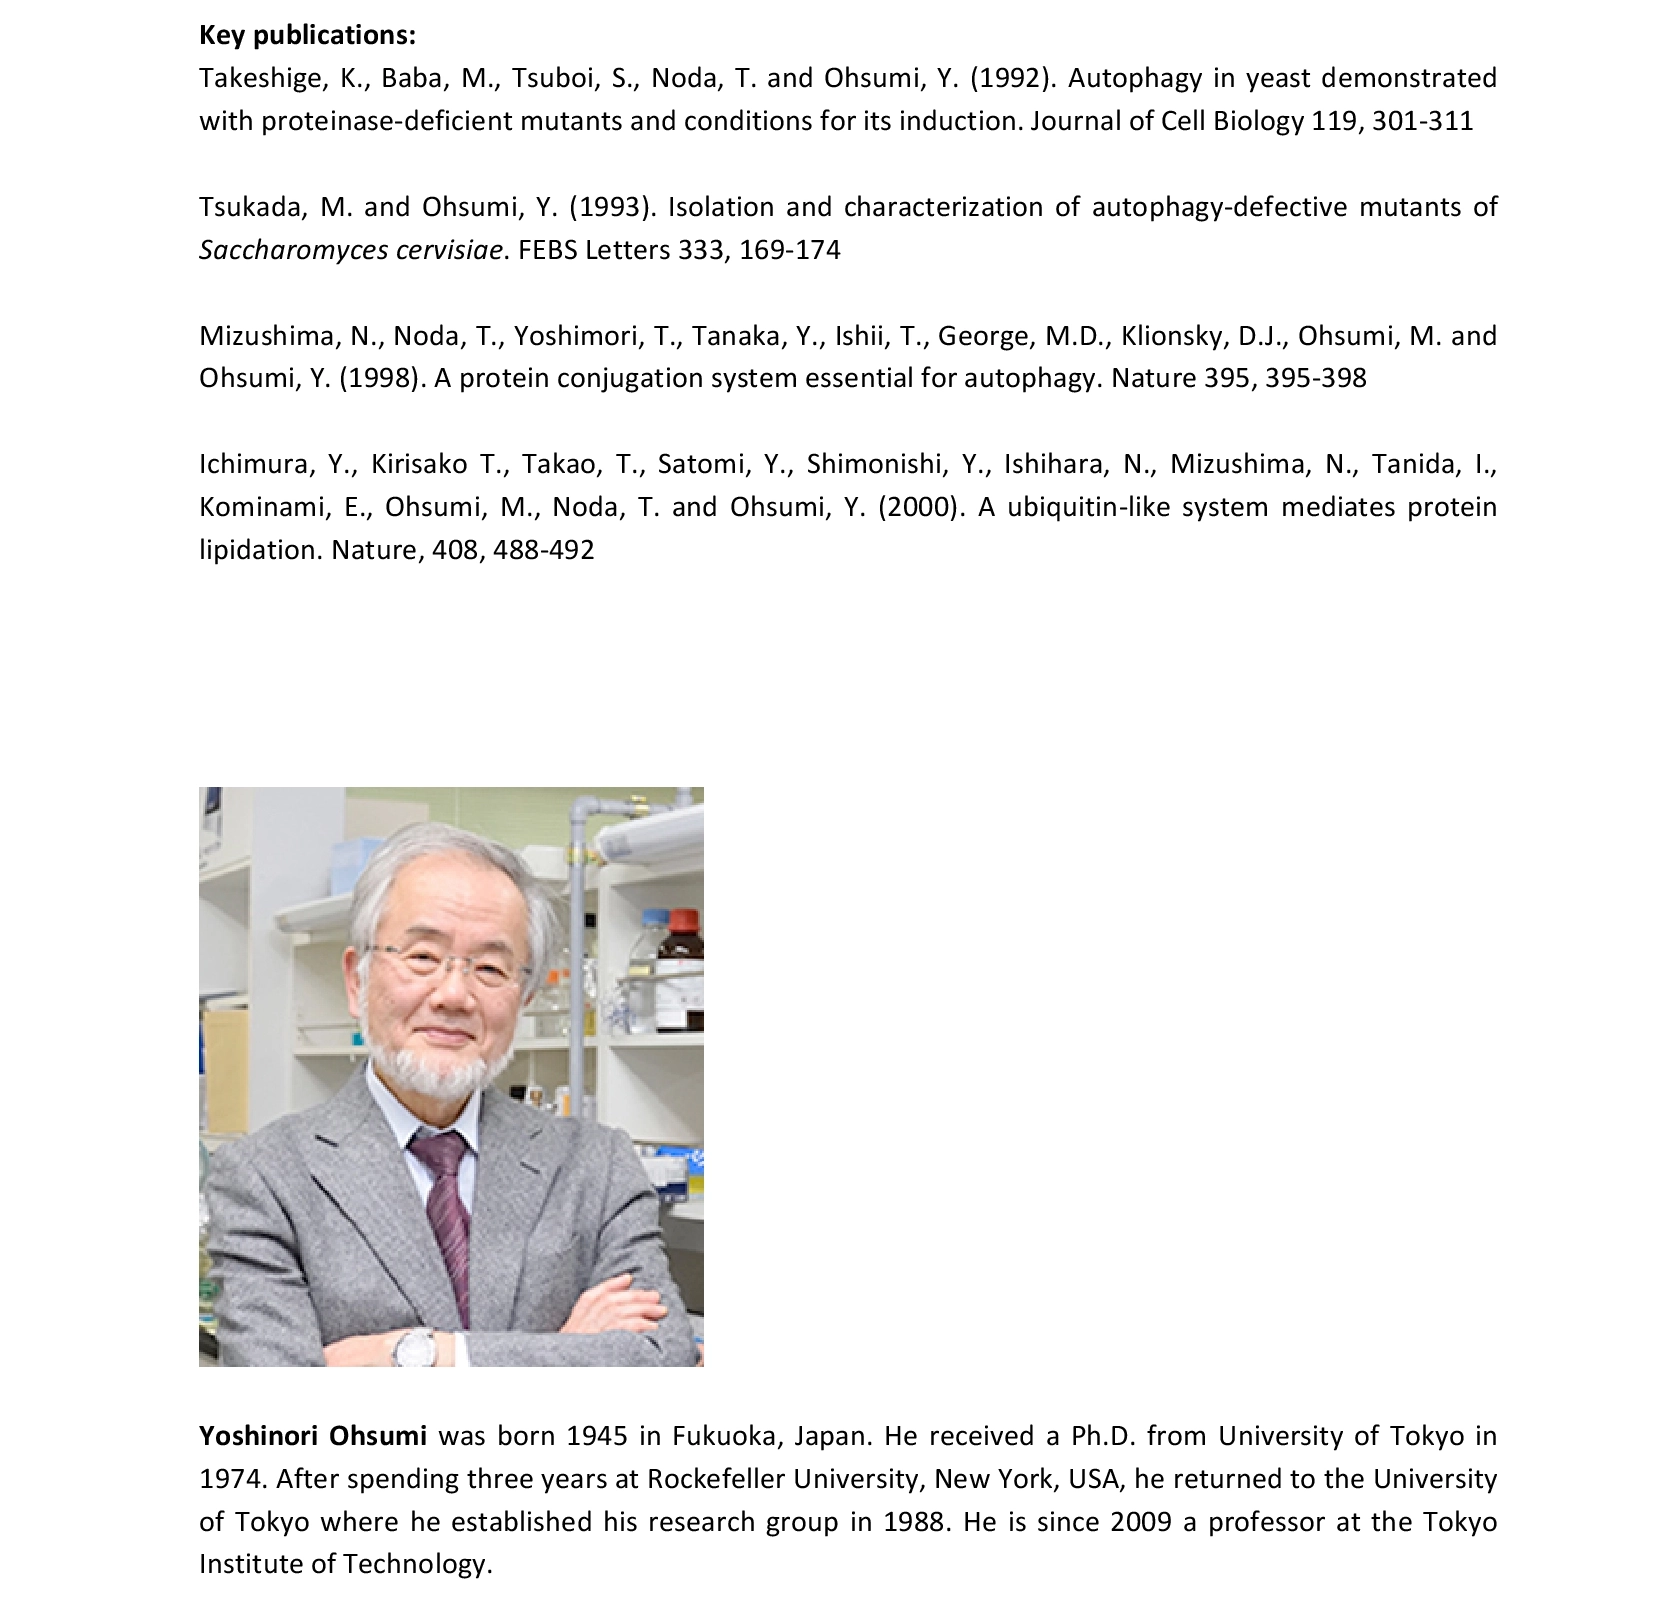 Key publications:
Takeshige, K., Baba, M., Tsuboi, S., Noda, T. and Ohsumi, Y. (1992). Autophagy in yeast demonstrated
with proteinase-deficient mutants and conditions for its induction. Journal of Cell Biology 119, 301-311
Tsukada, M. and Ohsumi, Y. (1993). Isolation and characterization of autophagy-defective mutants of
Saccharomyces cervisiae. FEBS Letters 333, 169-174
Mizushima, N., Noda, T., Yoshimori, T., Tanaka, Y., Ishii, T., George, M.D., Klionsky, D.J., Ohsumi, M. and
Ohsumi, Y. (1998). A protein conjugation system essential for autophagy. Nature 395, 395-398
Ichimura, Y., Kirisako T., Takao, T., Satomi, Y., Shimonishi, Y., Ishihara, N., Mizushima, N., Tanida, I.,
Kominami, E., Ohsumi, M., Noda, T. and Ohsumi, Y. (2000). A ubiquitin-like system mediates protein
lipidation. Nature, 408, 488-492
Yoshinori Ohsumi was born 1945 in Fukuoka, Japan. He received a Ph.D. from University of Tokyo in
1974. After spending three years at Rockefeller University, New York, USA, he returned to the University
of Tokyo where he established his research group in 1988. He is since 2009 a professor at the Tokyo
Institute of Technology.